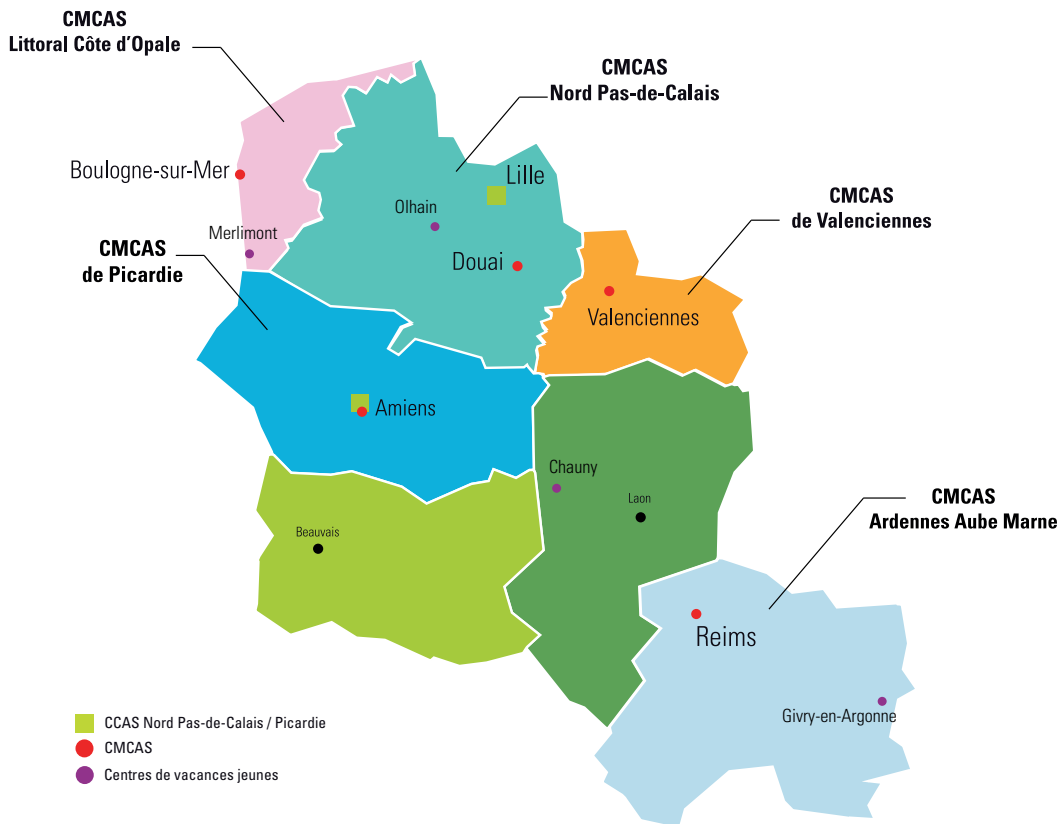 CMCAS
Littoral Côte d'Opale
CMCAS
Nord Pas-de-Calais
Boulogne-sur-Mer
Lille
Olhain
CMCAS
de Valenciennes
Merlimont
CMCAS
de Picardie
Douai
Valenciennes
Amiens
Chauny
Laon
CMCAS
Ardennes Aube Marne
Beauvais
Reims
Givry-en-Argonne
CCAS Nord Pas-de-Calais / Picardie
CMCAS
Centres de vacances jeunes